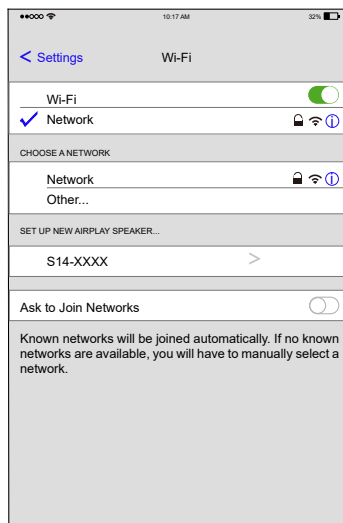 10:17 AM
32%
< Settings
Wi-Fi
Wi-Fi
Network
CHOOSE A NETWORK
Network
Other...
SET UP NEW AIRPLAY SPEAKER...
S14-XXXX >
Ask to Join Networks
Known networks will be joined automatically. If no known
networks are available, you will have to manually select a
network.